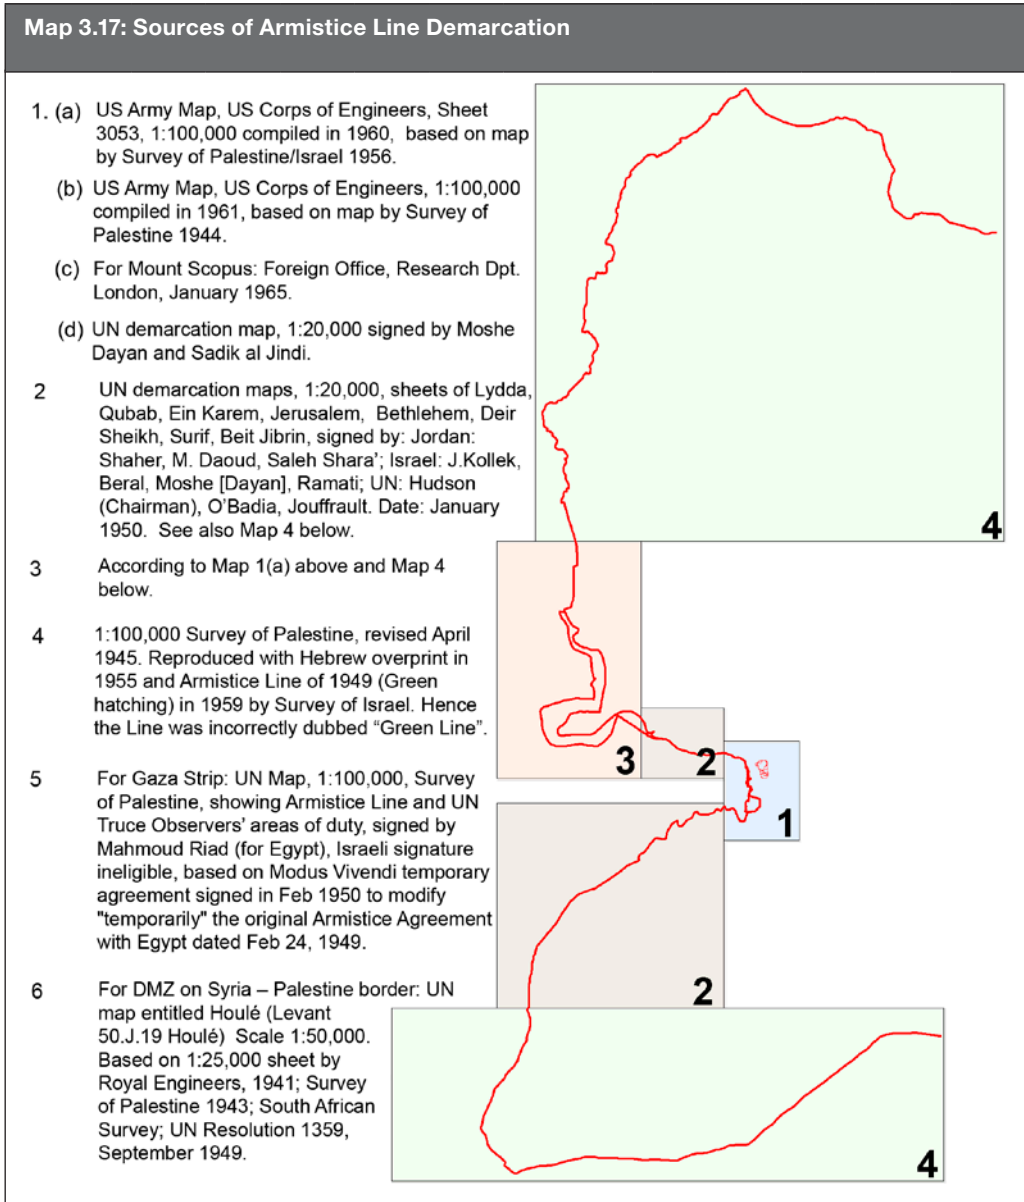 Map 3.17: Sources of Armistice Line Demarcation
1. (a) US Army Map, US Corps of Engineers, Sheet
3053, 1:100,000 compiled in 1960, based on map
by Survey of Palestine/Israel 1956.
(b) US Army Map, US Corps of Engineers, 1:100,000
compiled in 1961, based on map by Survey of
Palestine 1944.
(c) For Mount Scopus: Foreign Office, Research Dpt.
London, January 1965.
(d) UN demarcation map, 1:20,000 signed by Moshe
Dayan and Sadik al Jindi.
2 UN demarcation maps, 1:20,000, sheets of Lydda,
Qubab, Ein Karem, Jerusalem, Bethlehem, Deir
Sheikh, Surif, Beit Jibrin, signed by: Jordan:
Shaher, M. Daoud, Saleh Shara’; Israel: J.Kollek,
Beral, Moshe [Dayan], Ramati; UN: Hudson
(Chairman), O’Badia, Jouffrault. Date: January
1950. See also Map 4 below.
3 According to Map 1(a) above and Map 4
below.
4 1:100,000 Survey of Palestine, revised April
1945. Reproduced with Hebrew overprint in
1955 and Armistice Line of 1949 (Green
hatching) in 1959 by Survey of Israel. Hence
the Line was incorrectly dubbed “Green Line”.
5 For Gaza Strip: UN Map, 1:100,000, Survey
of Palestine, showing Armistice Line and UN
Truce Observers’ areas of duty, signed by
Mahmoud Riad (for Egypt), Israeli signature
ineligible, based on Modus Vivendi temporary
agreement signed in Feb 1950 to modify
"temporarily" the original Armistice Agreement
with Egypt dated Feb 24, 1949.
6 For DMZ on Syria – Palestine border: UN
map entitled Houlé (Levant
50.J.19 Houlé) Scale 1:50,000.
Based on 1:25,000 sheet by
Royal Engineers, 1941; Survey
of Palestine 1943; South African
Survey; UN Resolution 1359,
September 1949.
4
3
2
1
2
4